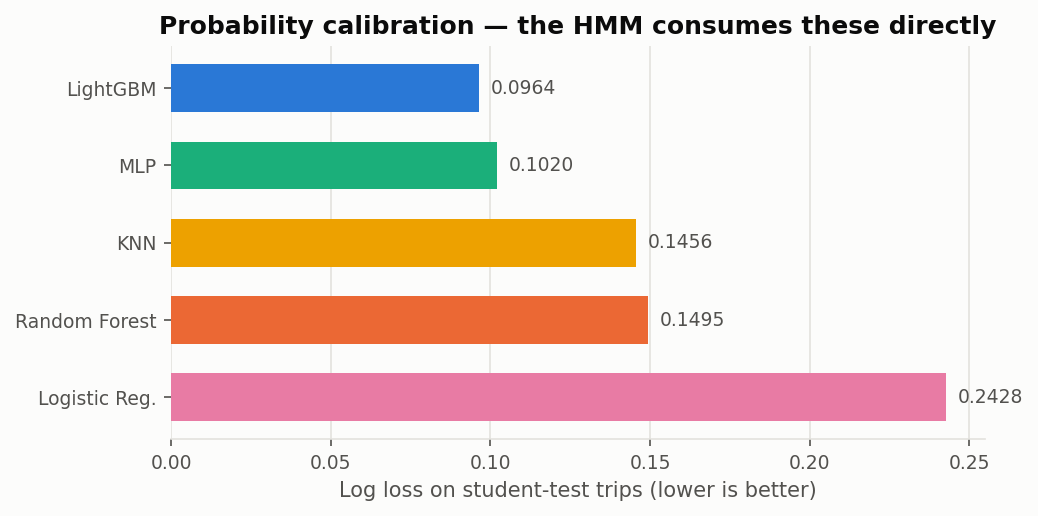 Probability calibration — the HMM consumes these directly
LightGBM
0.0964
MLP
0.1020
KNN
0.1456
Random Forest
0.1495
Logistic Reg.
0.2428
0.00 0.05 0.10 0.15 0.20 0.25
Log loss on student-test trips (lower is better)